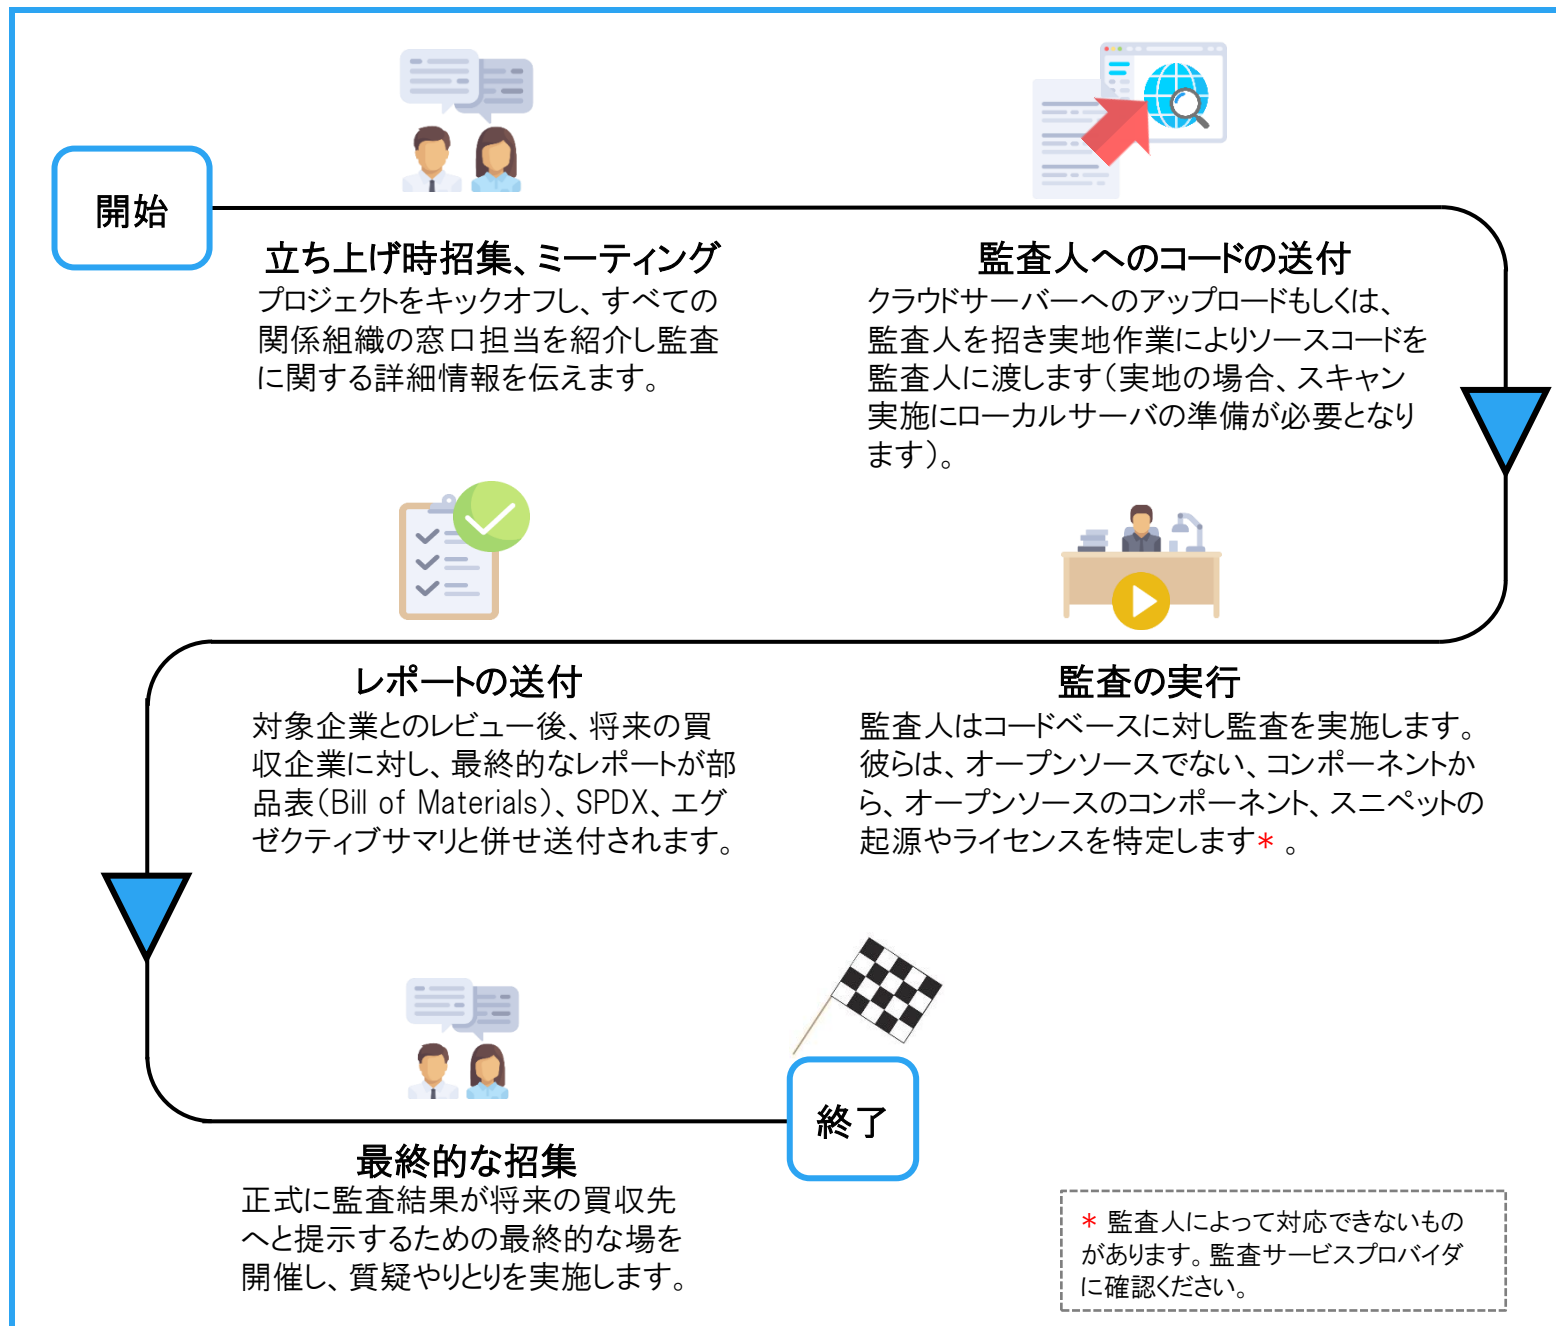 開始
立ち上げ時招集、ミーティング
プロジェクトをキックオフし、すべての
関係組織の窓口担当を紹介し監査
に関する詳細情報を伝えます。
監査人へのコードの送付
クラウドサーバーへのアップロードもしくは、
監査人を招き実地作業によりソースコードを
監査人に渡します（実地の場合、スキャン
実施にローカルサーバの準備が必要となり
ます）。
監査の実行
監査人はコードベースに対し監査を実施します。
彼らは、オープンソースでない、コンポーネントか
ら、オープンソースのコンポーネント、スニペットの
起源やライセンスを特定します* 。
レポートの送付
対象企業とのレビュー後、将来の買
収企業に対し、最終的なレポートが部
品表（Bill of Materials）、SPDX、エグ
ゼクティブサマリと併せ送付されます。
最終的な招集
正式に監査結果が将来の買収先
へと提示するための最終的な場を
開催し、質疑やりとりを実施します。
終了
* 監査人によって対応できないもの
があります。監査サービスプロバイダ
に確認ください。